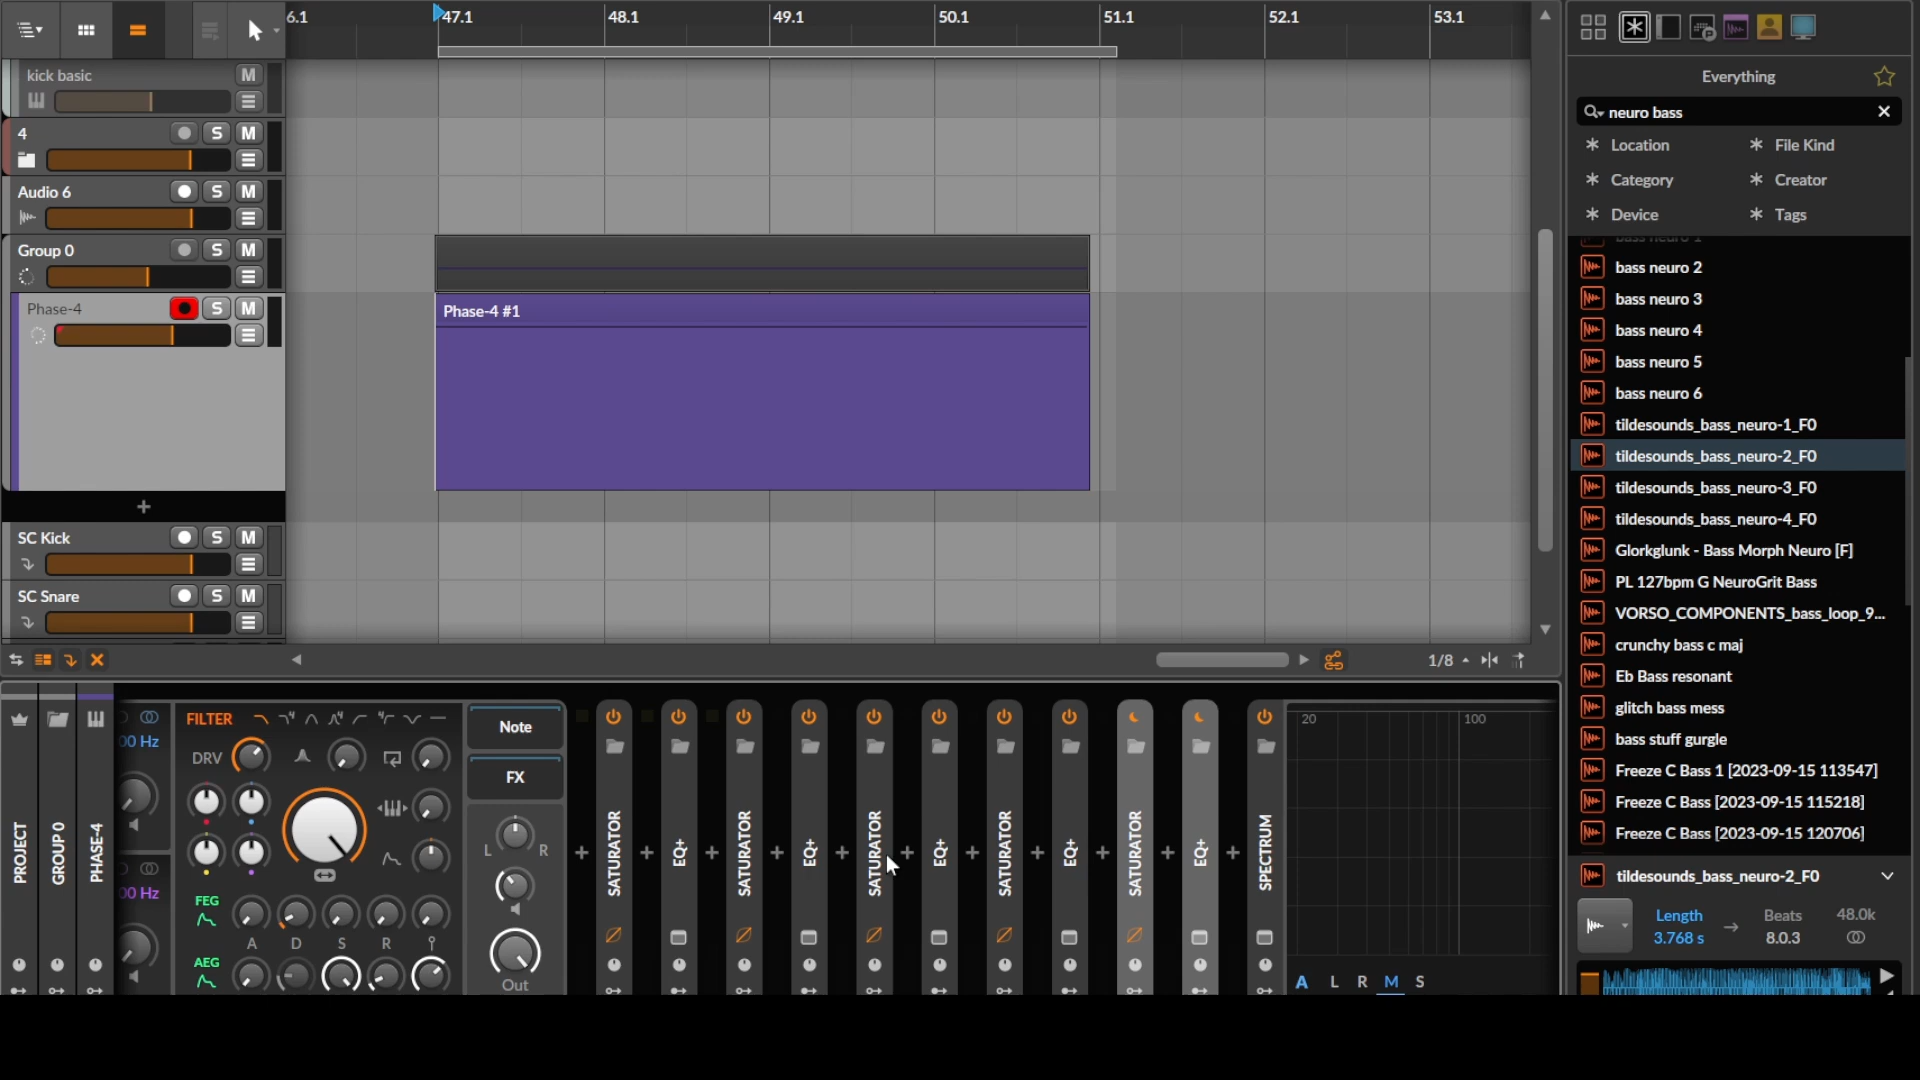 6.1 47.1 48.1 49.1 50.1 51.1 52.1 53.1
kick basic M
4 S M
Audio 6 S M
Group 0 S M
Phase-4 S M
Phase-4 #1
+
SC Kick S M
SC Snare S M
1/8
Everything
neuro bass
Location File Kind
Category Creator
Device Tags
bass neuro 1
bass neuro 2
bass neuro 3
bass neuro 4
bass neuro 5
bass neuro 6
tildesounds_bass_neuro-1_F0
tildesounds_bass_neuro-2_F0
tildesounds_bass_neuro-3_F0
tildesounds_bass_neuro-4_F0
Glorkglunk - Bass Morph Neuro [F]
PL 127bpm G NeuroGrit Bass
VORSO_COMPONENTS_bass_loop_9...
crunchy bass c maj
Eb Bass resonant
glitch bass mess
bass stuff gurgle
Freeze C Bass 1 [2023-09-15 113547]
Freeze C Bass [2023-09-15 115218]
Freeze C Bass [2023-09-15 120706]
tildesounds_bass_neuro-2_F0
Length Beats 48.0k
3.768 s 8.0.3
PROJECT
GROUP 0
PHASE-4
00 Hz
00 Hz
FILTER
DRV
FEG
A D S R
AEG
Note
FX
L R
Out
SATURATOR
EQ+
SATURATOR
EQ+
SATURATOR
EQ+
SATURATOR
EQ+
SATURATOR
EQ+
SPECTRUM
20 100
A L R M S